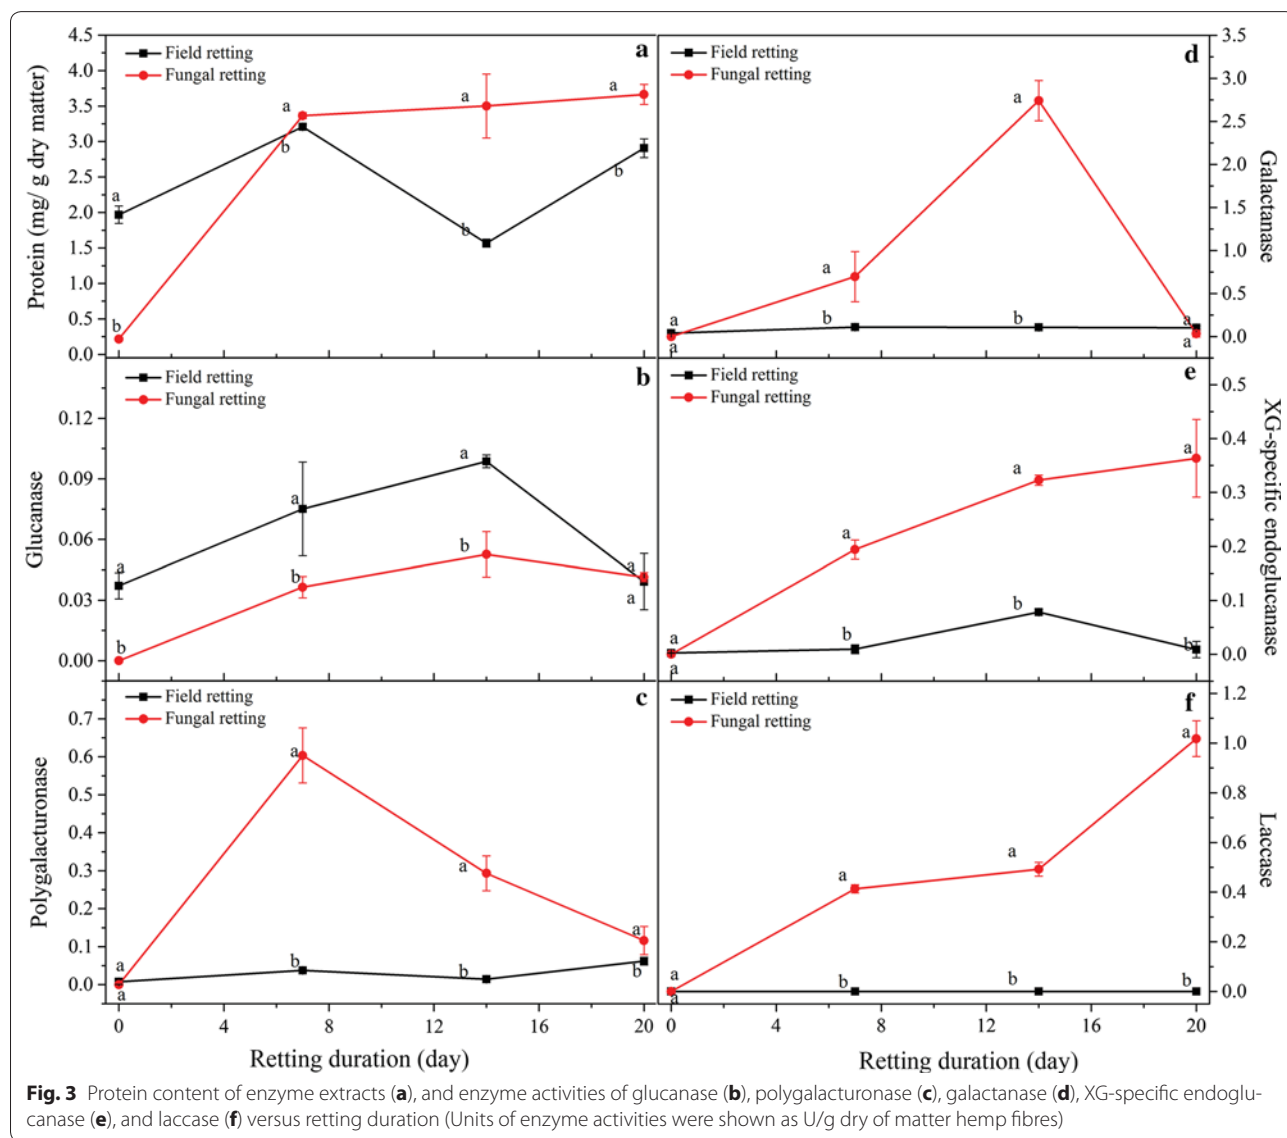 a
Field retting
Fungal retting
Protein (mg/ g dry matter)
4.5
4.0
3.5
3.0
2.5
2.0
1.5
1.0
0.5
0.0
a
b
a
b
a
b
a
b
d
Field retting
Fungal retting
Galactanase
3.5
3.0
2.5
2.0
1.5
1.0
0.5
0.0
a
a
a
b
a
b
a
a
b
Field retting
Fungal retting
Glucanase
0.12
0.09
0.06
0.03
0.00
a
b
a
b
a
b
a
a
e
Field retting
Fungal retting
XG-specific endoglucanase
0.5
0.4
0.3
0.2
0.1
0.0
a
a
a
b
a
b
a
b
c
Field retting
Fungal retting
Polygalacturonase
0.7
0.6
0.5
0.4
0.3
0.2
0.1
0.0
a
a
a
b
a
b
a
b
0 4 8 12 16 20
Retting duration (day)
f
Field retting
Fungal retting
Laccase
1.2
1.0
0.8
0.6
0.4
0.2
0.0
a
a
a
b
a
b
a
b
0 4 8 12 16 20
Retting duration (day)
Fig. 3 Protein content of enzyme extracts (a), and enzyme activities of glucanase (b), polygalacturonase (c), galactanase (d), XG-specific endoglu-
canase (e), and laccase (f) versus retting duration (Units of enzyme activities were shown as U/g dry of matter hemp fibres)